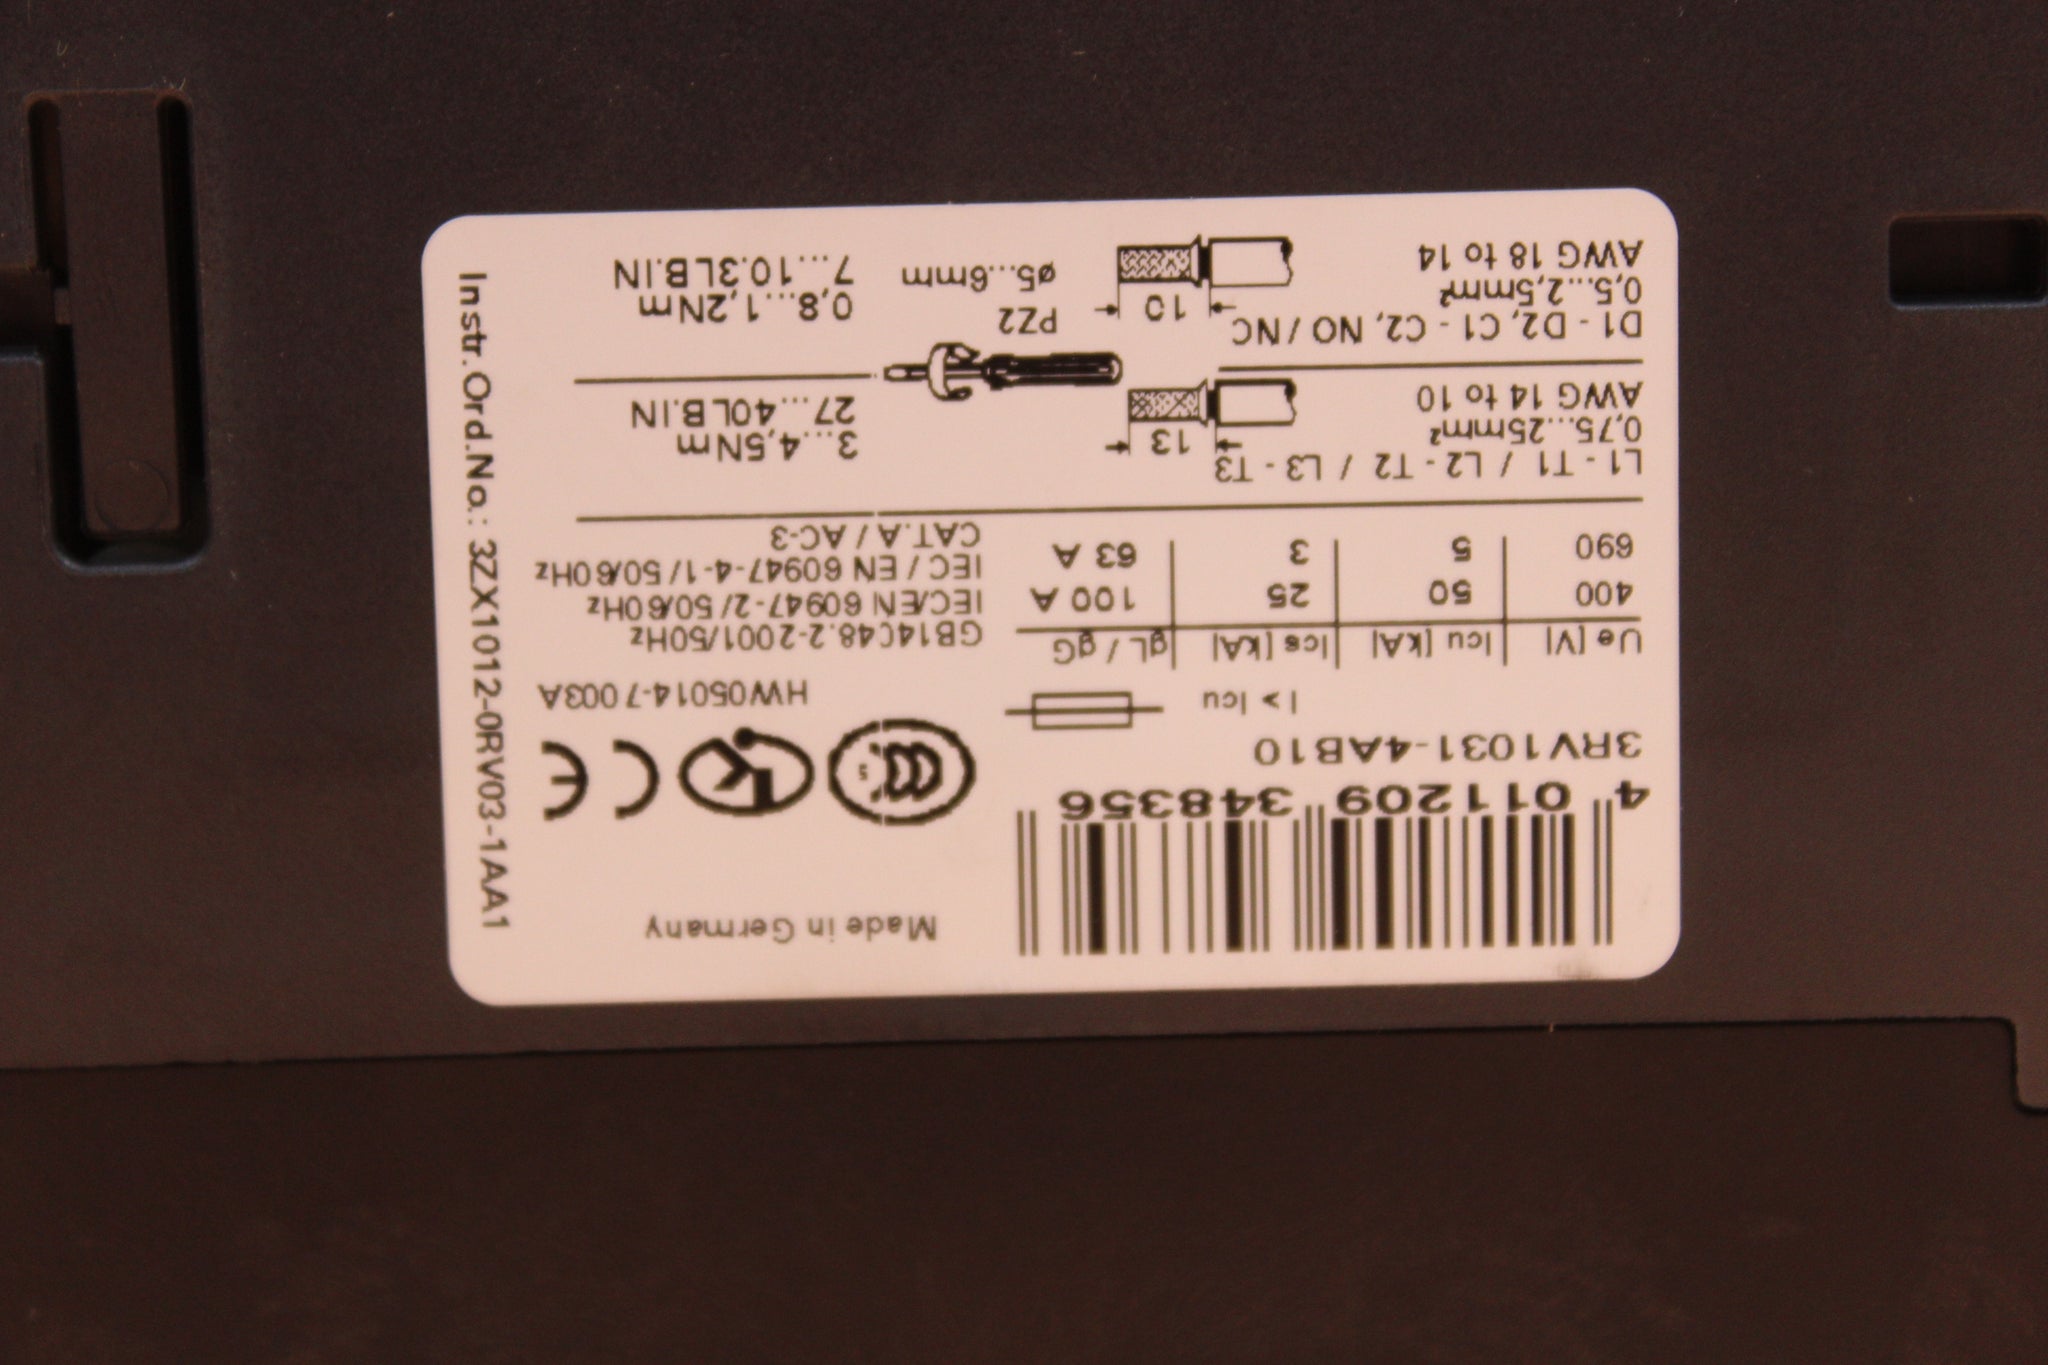 Made in Germany
4 011209 348356
3RV1031-4AB10
I > Icu
HW05014-7003A
CE
Ue [V] Icu [kA] Ics [kA] gL / gG
400 50 25 100 A
690 5 3 63 A
GB14C48.2-2001/50Hz
IEC/EN 60947-2/ 50/60Hz
IEC / EN 60947-4-1/ 50/60Hz
CAT.A / AC-3
L1 - T1 / L2 - T2 / L3 - T3
0,75...25mm²
AWG 14 to 10
13
3...4,5Nm
27...40LB.IN
D1 - D2, C1 - C2, NO / NC
0,5...2,5mm²
AWG 18 to 14
10
PZ2
ø5...6mm
0,8...1,2Nm
7...10.3LB.IN
Instr.Ord.No.: 3ZX1012-0RV03-1AA1